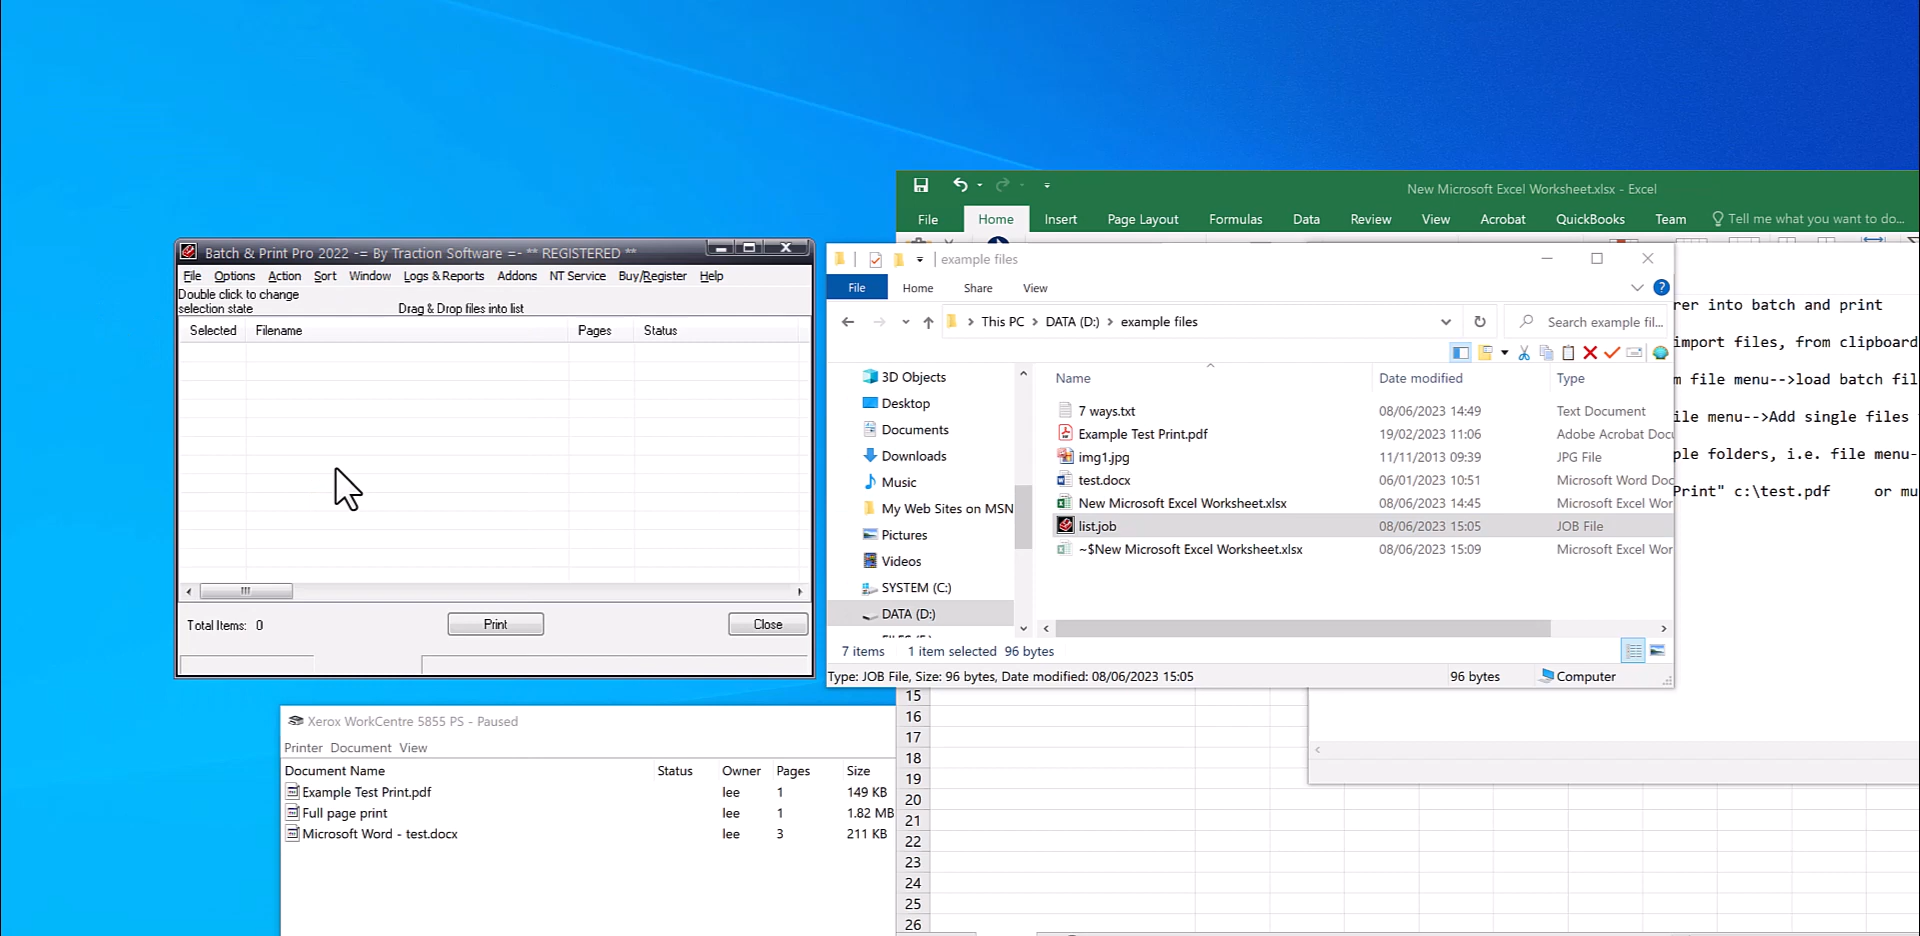 New Microsoft Excel Worksheet.xlsx - Excel
File Home Insert Page Layout Formulas Data Review View Acrobat QuickBooks Team Tell me what you want to do...
Batch & Print Pro 2022 -= By Traction Software =- ** REGISTERED **
File Options Action Sort Window Logs & Reports Addons NT Service Buy/Register Help
Double click to change
selection state
Drag & Drop files into list
Selected Filename Pages Status
Total Items: 0
Print
Close
example files
File Home Share View
This PC > DATA (D:) > example files
Search example fil...
3D Objects
Desktop
Documents
Downloads
Music
My Web Sites on MSN
Pictures
Videos
SYSTEM (C:)
DATA (D:)
Name Date modified Type
7 ways.txt 08/06/2023 14:49 Text Document
Example Test Print.pdf 19/02/2023 11:06 Adobe Acrobat Docu
img1.jpg 11/11/2013 09:39 JPG File
test.docx 06/01/2023 10:51 Microsoft Word Doc
New Microsoft Excel Worksheet.xlsx 08/06/2023 14:45 Microsoft Excel Wor
list.job 08/06/2023 15:05 JOB File
~$New Microsoft Excel Worksheet.xlsx 08/06/2023 15:09 Microsoft Excel Wor
7 items 1 item selected 96 bytes
Type: JOB File, Size: 96 bytes, Date modified: 08/06/2023 15:05 96 bytes Computer
rer into batch and print
import files, from clipboard
m file menu-->load batch fil
ile menu-->Add single files
ple folders, i.e. file menu-
Print" c:\test.pdf or mu
Xerox WorkCentre 5855 PS - Paused
Printer Document View
Document Name Status Owner Pages Size
Example Test Print.pdf lee 1 149 KB
Full page print lee 1 1.82 MB
Microsoft Word - test.docx lee 3 211 KB
15
16
17
18
19
20
21
22
23
24
25
26